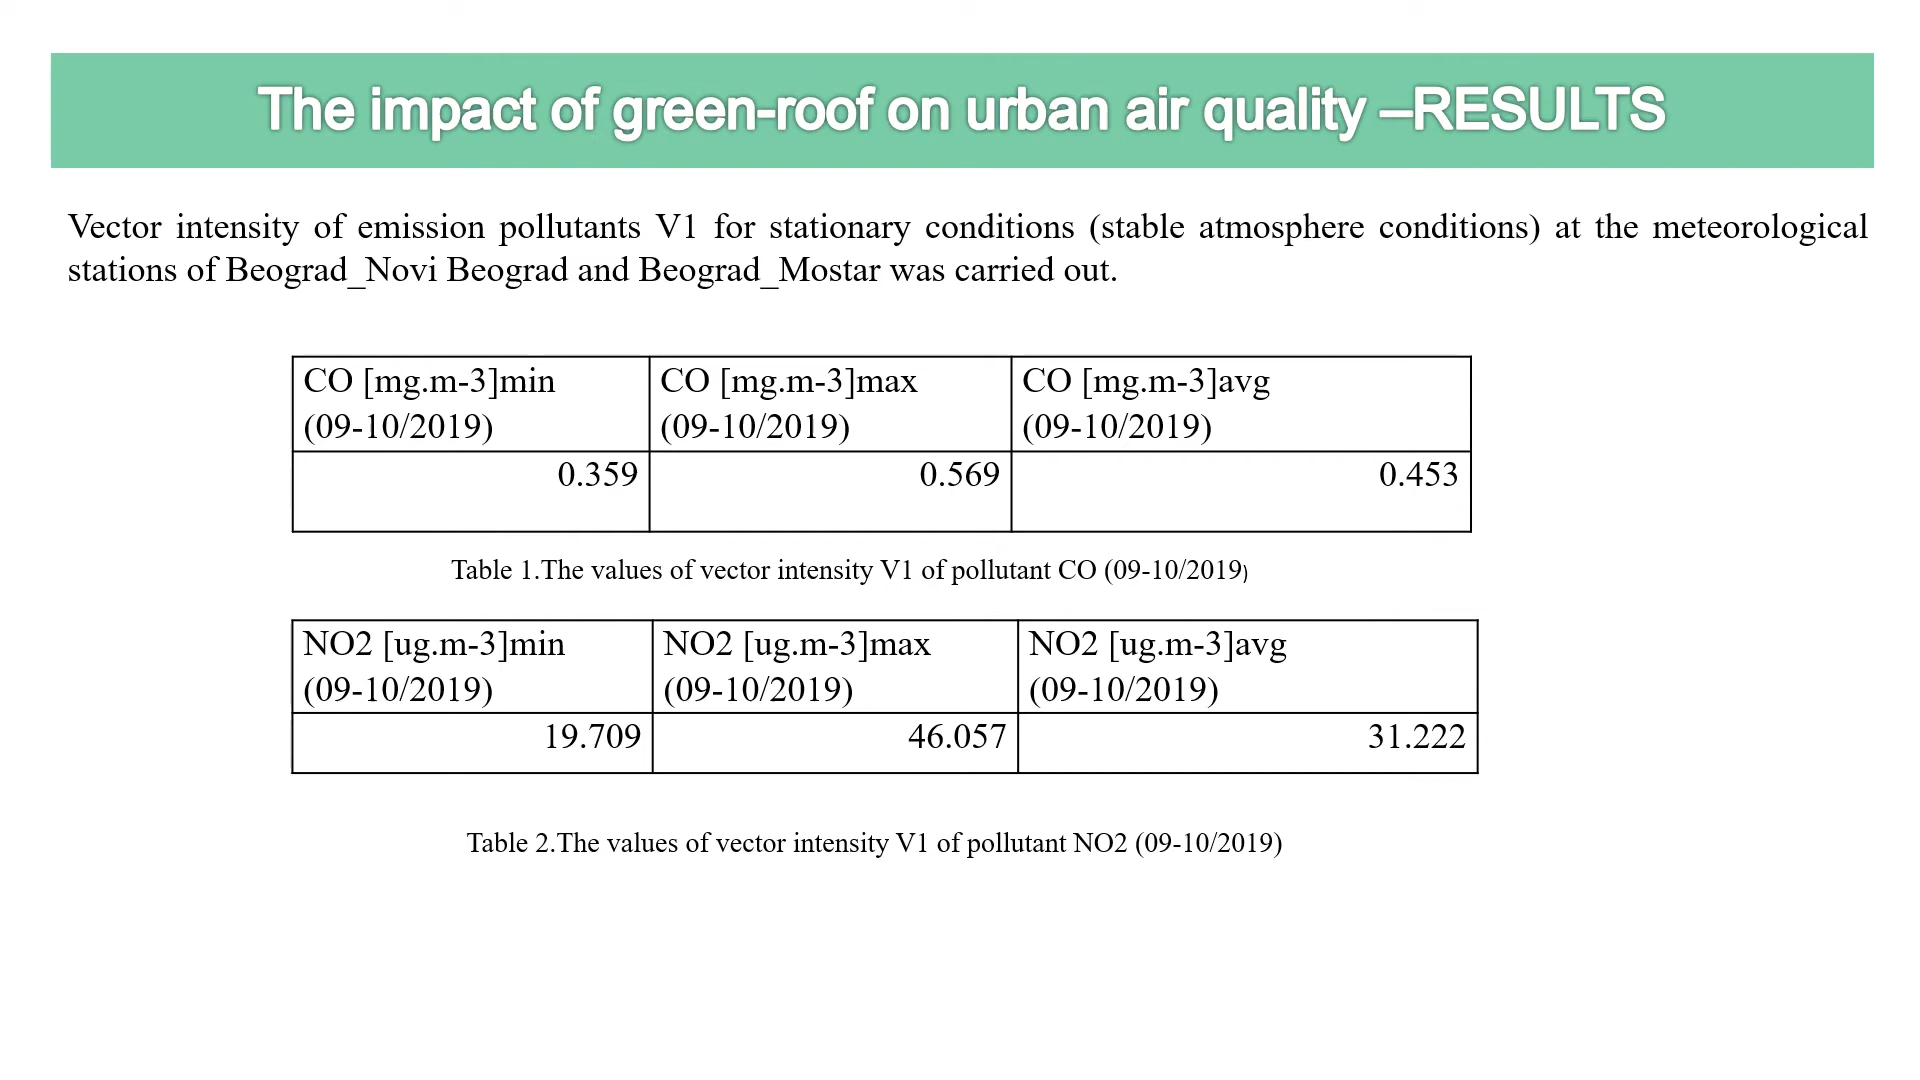 The impact of green-roof on urban air quality –RESULTS
Vector intensity of emission pollutants V1 for stationary conditions (stable atmosphere conditions) at the meteorological
stations of Beograd_Novi Beograd and Beograd_Mostar was carried out.
CO [mg.m-3]min CO [mg.m-3]max CO [mg.m-3]avg
(09-10/2019) (09-10/2019) (09-10/2019)
0.359 0.569 0.453
Table 1.The values of vector intensity V1 of pollutant CO (09-10/2019)
NO2 [ug.m-3]min NO2 [ug.m-3]max NO2 [ug.m-3]avg
(09-10/2019) (09-10/2019) (09-10/2019)
19.709 46.057 31.222
Table 2.The values of vector intensity V1 of pollutant NO2 (09-10/2019)